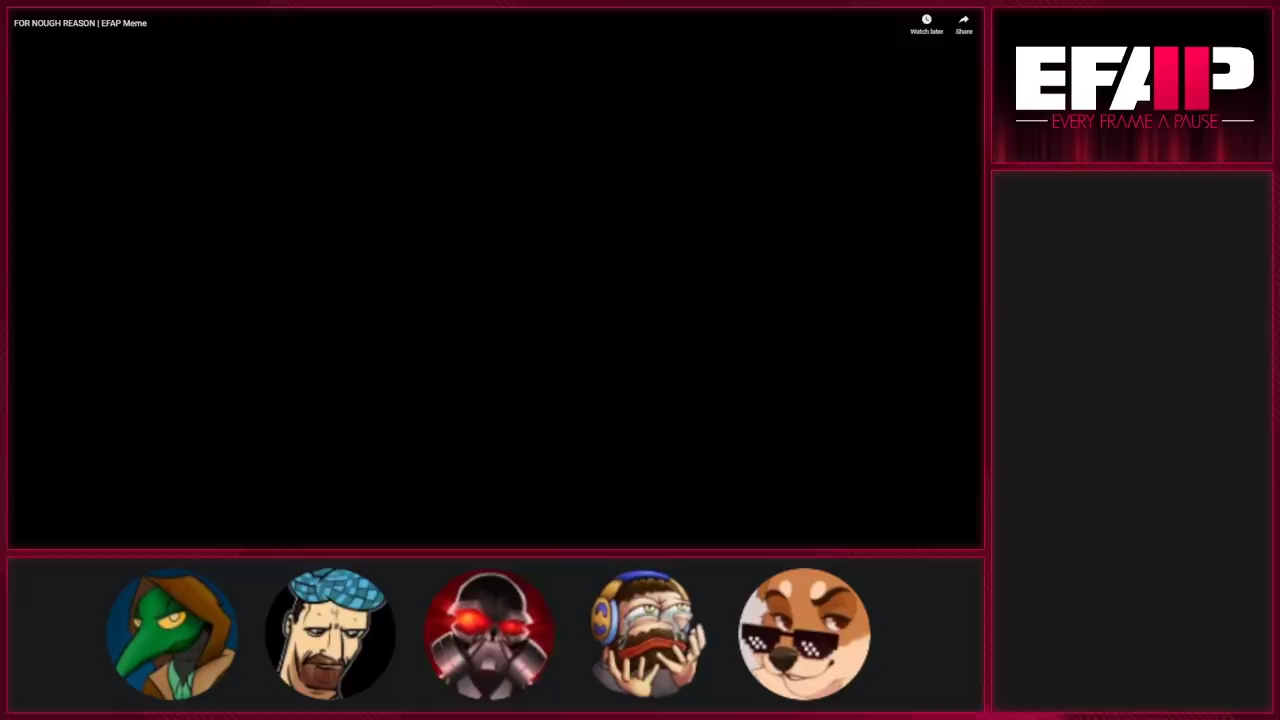 FOR NOUGH REASON | EFAP Meme
Watch later
Share
EFAP
EVERY FRAME A PAUSE